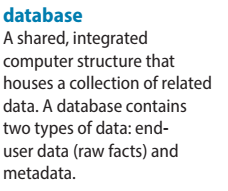 database
A shared, integrated
computer structure that
houses a collection of related
data. A database contains
two types of data: end-
user data (raw facts) and
metadata.